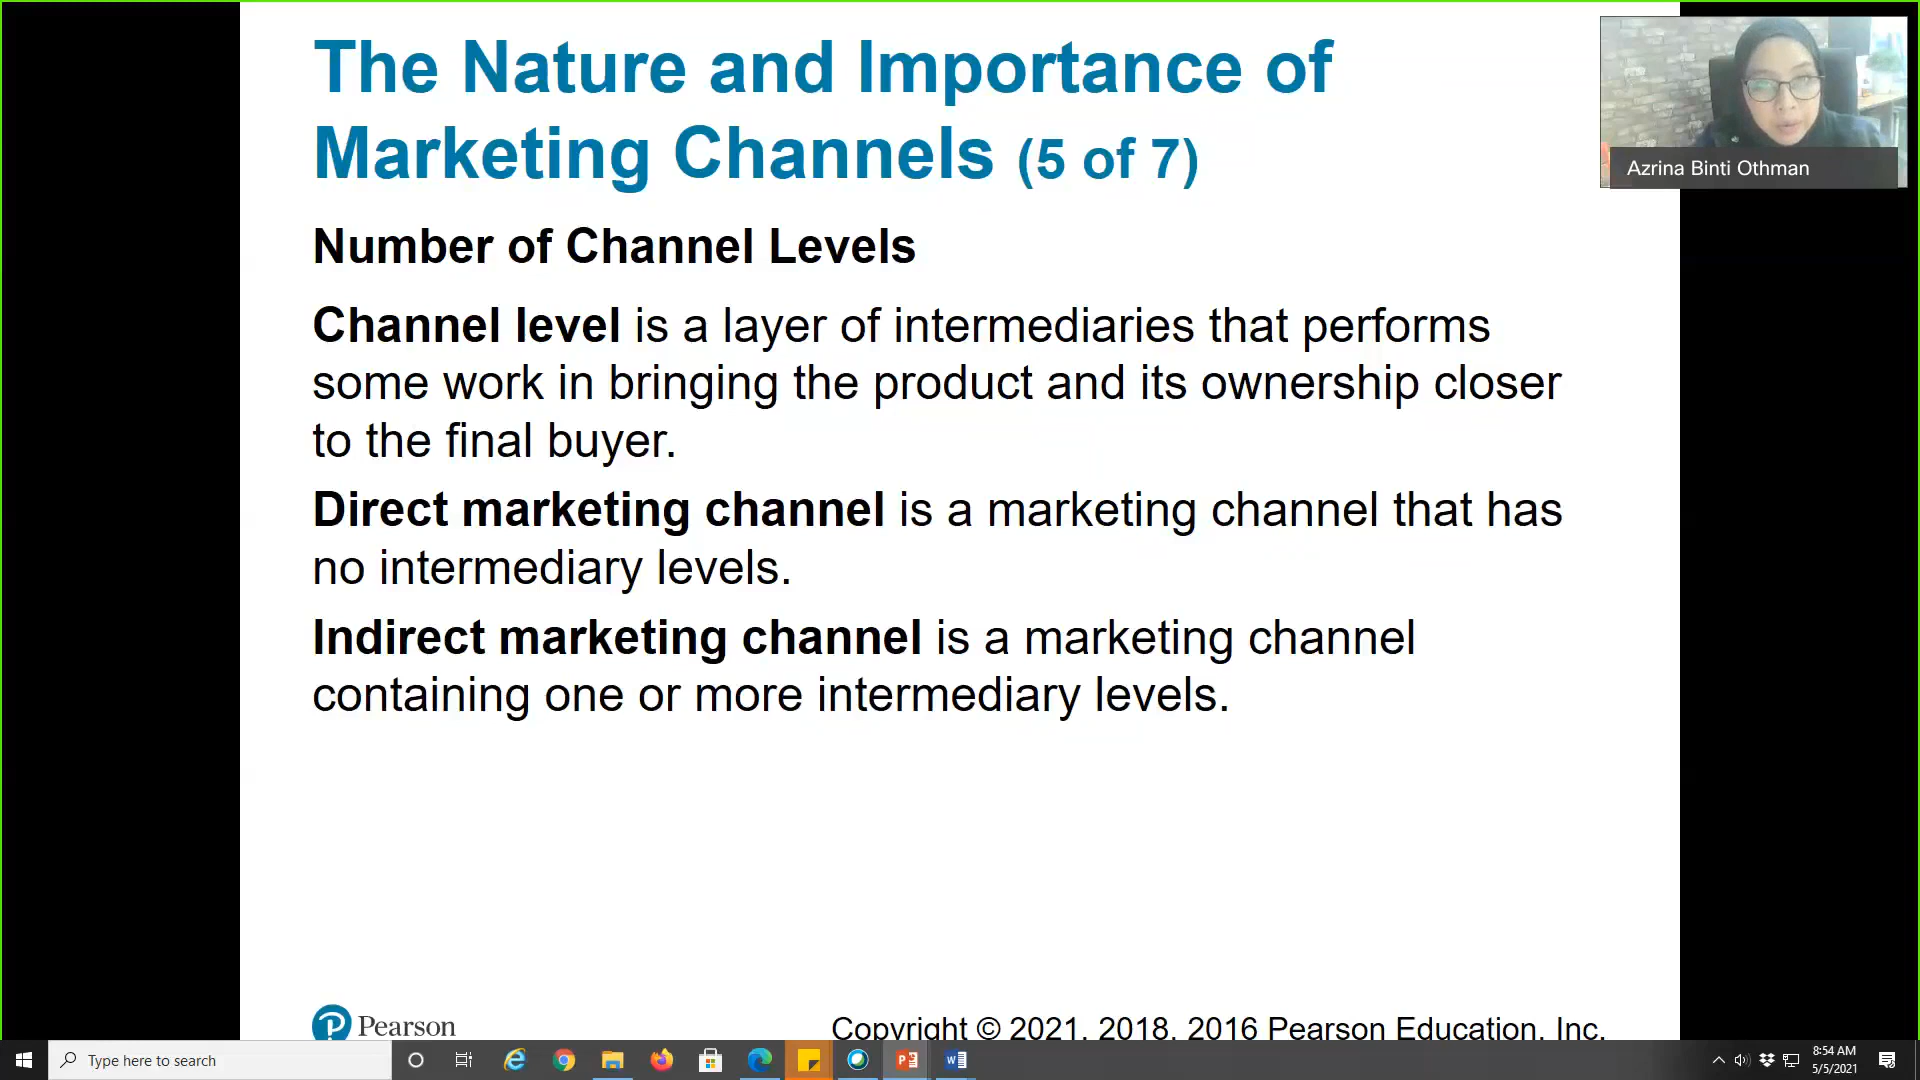 The Nature and Importance of
Marketing Channels (5 of 7)
Azrina Binti Othman
Number of Channel Levels
Channel level is a layer of intermediaries that performs
some work in bringing the product and its ownership closer
to the final buyer.
Direct marketing channel is a marketing channel that has
no intermediary levels.
Indirect marketing channel is a marketing channel
containing one or more intermediary levels.
Pearson
Copyright © 2021, 2018, 2016 Pearson Education, Inc.
Type here to search
8:54 AM
5/5/2021